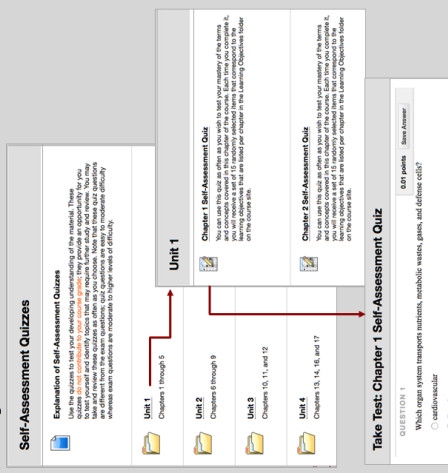 Self-Assessment Quizzes
Explanation of Self-Assessment Quizzes
Use the quizzes to test your developing understanding of the material. These
quizzes do not contribute to your course grade; they provide an opportunity for you
to test yourself and identify topics that may require further study and review. You may
take and review these quizzes as often as you choose. Note that these quiz questions
are different from the exam questions; quiz questions are easy to moderate difficulty
whereas exam questions are moderate to higher levels of difficulty.
Unit 1
Chapters 1 through 5
Unit 2
Chapters 6 through 9
Unit 3
Chapters 10, 11, and 12
Unit 4
Chapters 13, 14, 16, and 17
Unit 1
Chapter 1 Self-Assessment Quiz
You can use this quiz as often as you wish to test your mastery of the terms
and concepts covered in this chapter of the course. Each time you complete it,
you will receive a set of 15 randomly selected items that correspond to the
learning objectives that are listed per chapter in the Learning Objectives folder
on the course site.
Chapter 2 Self-Assessment Quiz
You can use this quiz as often as you wish to test your mastery of the terms
and concepts covered in this chapter of the course. Each time you complete it,
you will receive a set of 15 randomly selected items that correspond to the
learning objectives that are listed per chapter in the Learning Objectives folder
on the course site.
Take Test: Chapter 1 Self-Assessment Quiz
QUESTION 1
0.01 points
Save Answer
Which organ system transports nutrients, metabolic wastes, gases, and defense cells?
cardiovascular